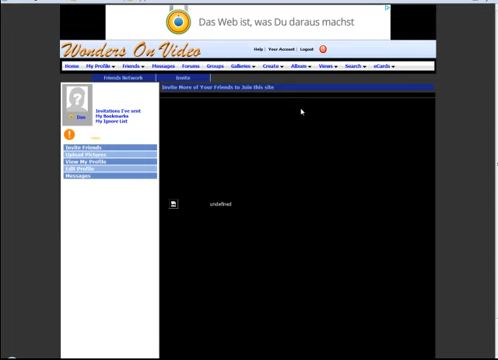 Das Web ist, was Du daraus machst
Wonders On Video
Help | Your Account | Logout
Home My Profile Friends Messages Forums Groups Galleries Create Album Views Search eCards
Friends Network Invite
Invite More of Your Friends to Join this site
Invitations I've sent
My Bookmarks
My Ignore List
Invite Friends
Upload Pictures
View My Profile
Edit Profile
Messages
undefined